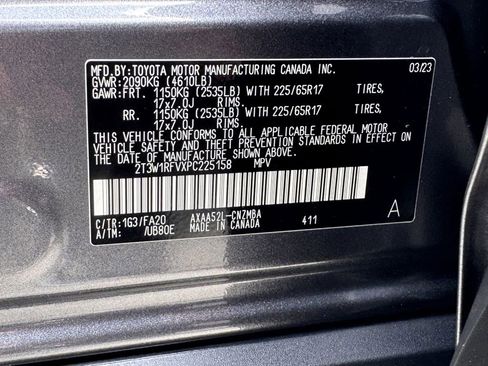 MFD.BY:TOYOTA MOTOR MANUFACTURING CANADA INC. 03/23
GVWR:2090KG (4610LB)
GAWR:FRT. 1150KG (2535LB) WITH 225/65R17 TIRES,
17x7.0J RIMS.
RR. 1150KG (2535LB) WITH 225/65R17 TIRES,
17x7.0J RIMS.
THIS VEHICLE CONFORMS TO ALL APPLICABLE FEDERAL MOTOR
VEHICLE SAFETY AND THEFT PREVENTION STANDARDS IN EFFECT
ON THE DATE OF MANUFACTURE SHOWN ABOVE.
2T3W1RFVXPC225158 MPV
C/TR:1G3/FA20 AXAA52L-CNZMBA 411 A
A/TM: /UB80E MADE IN CANADA